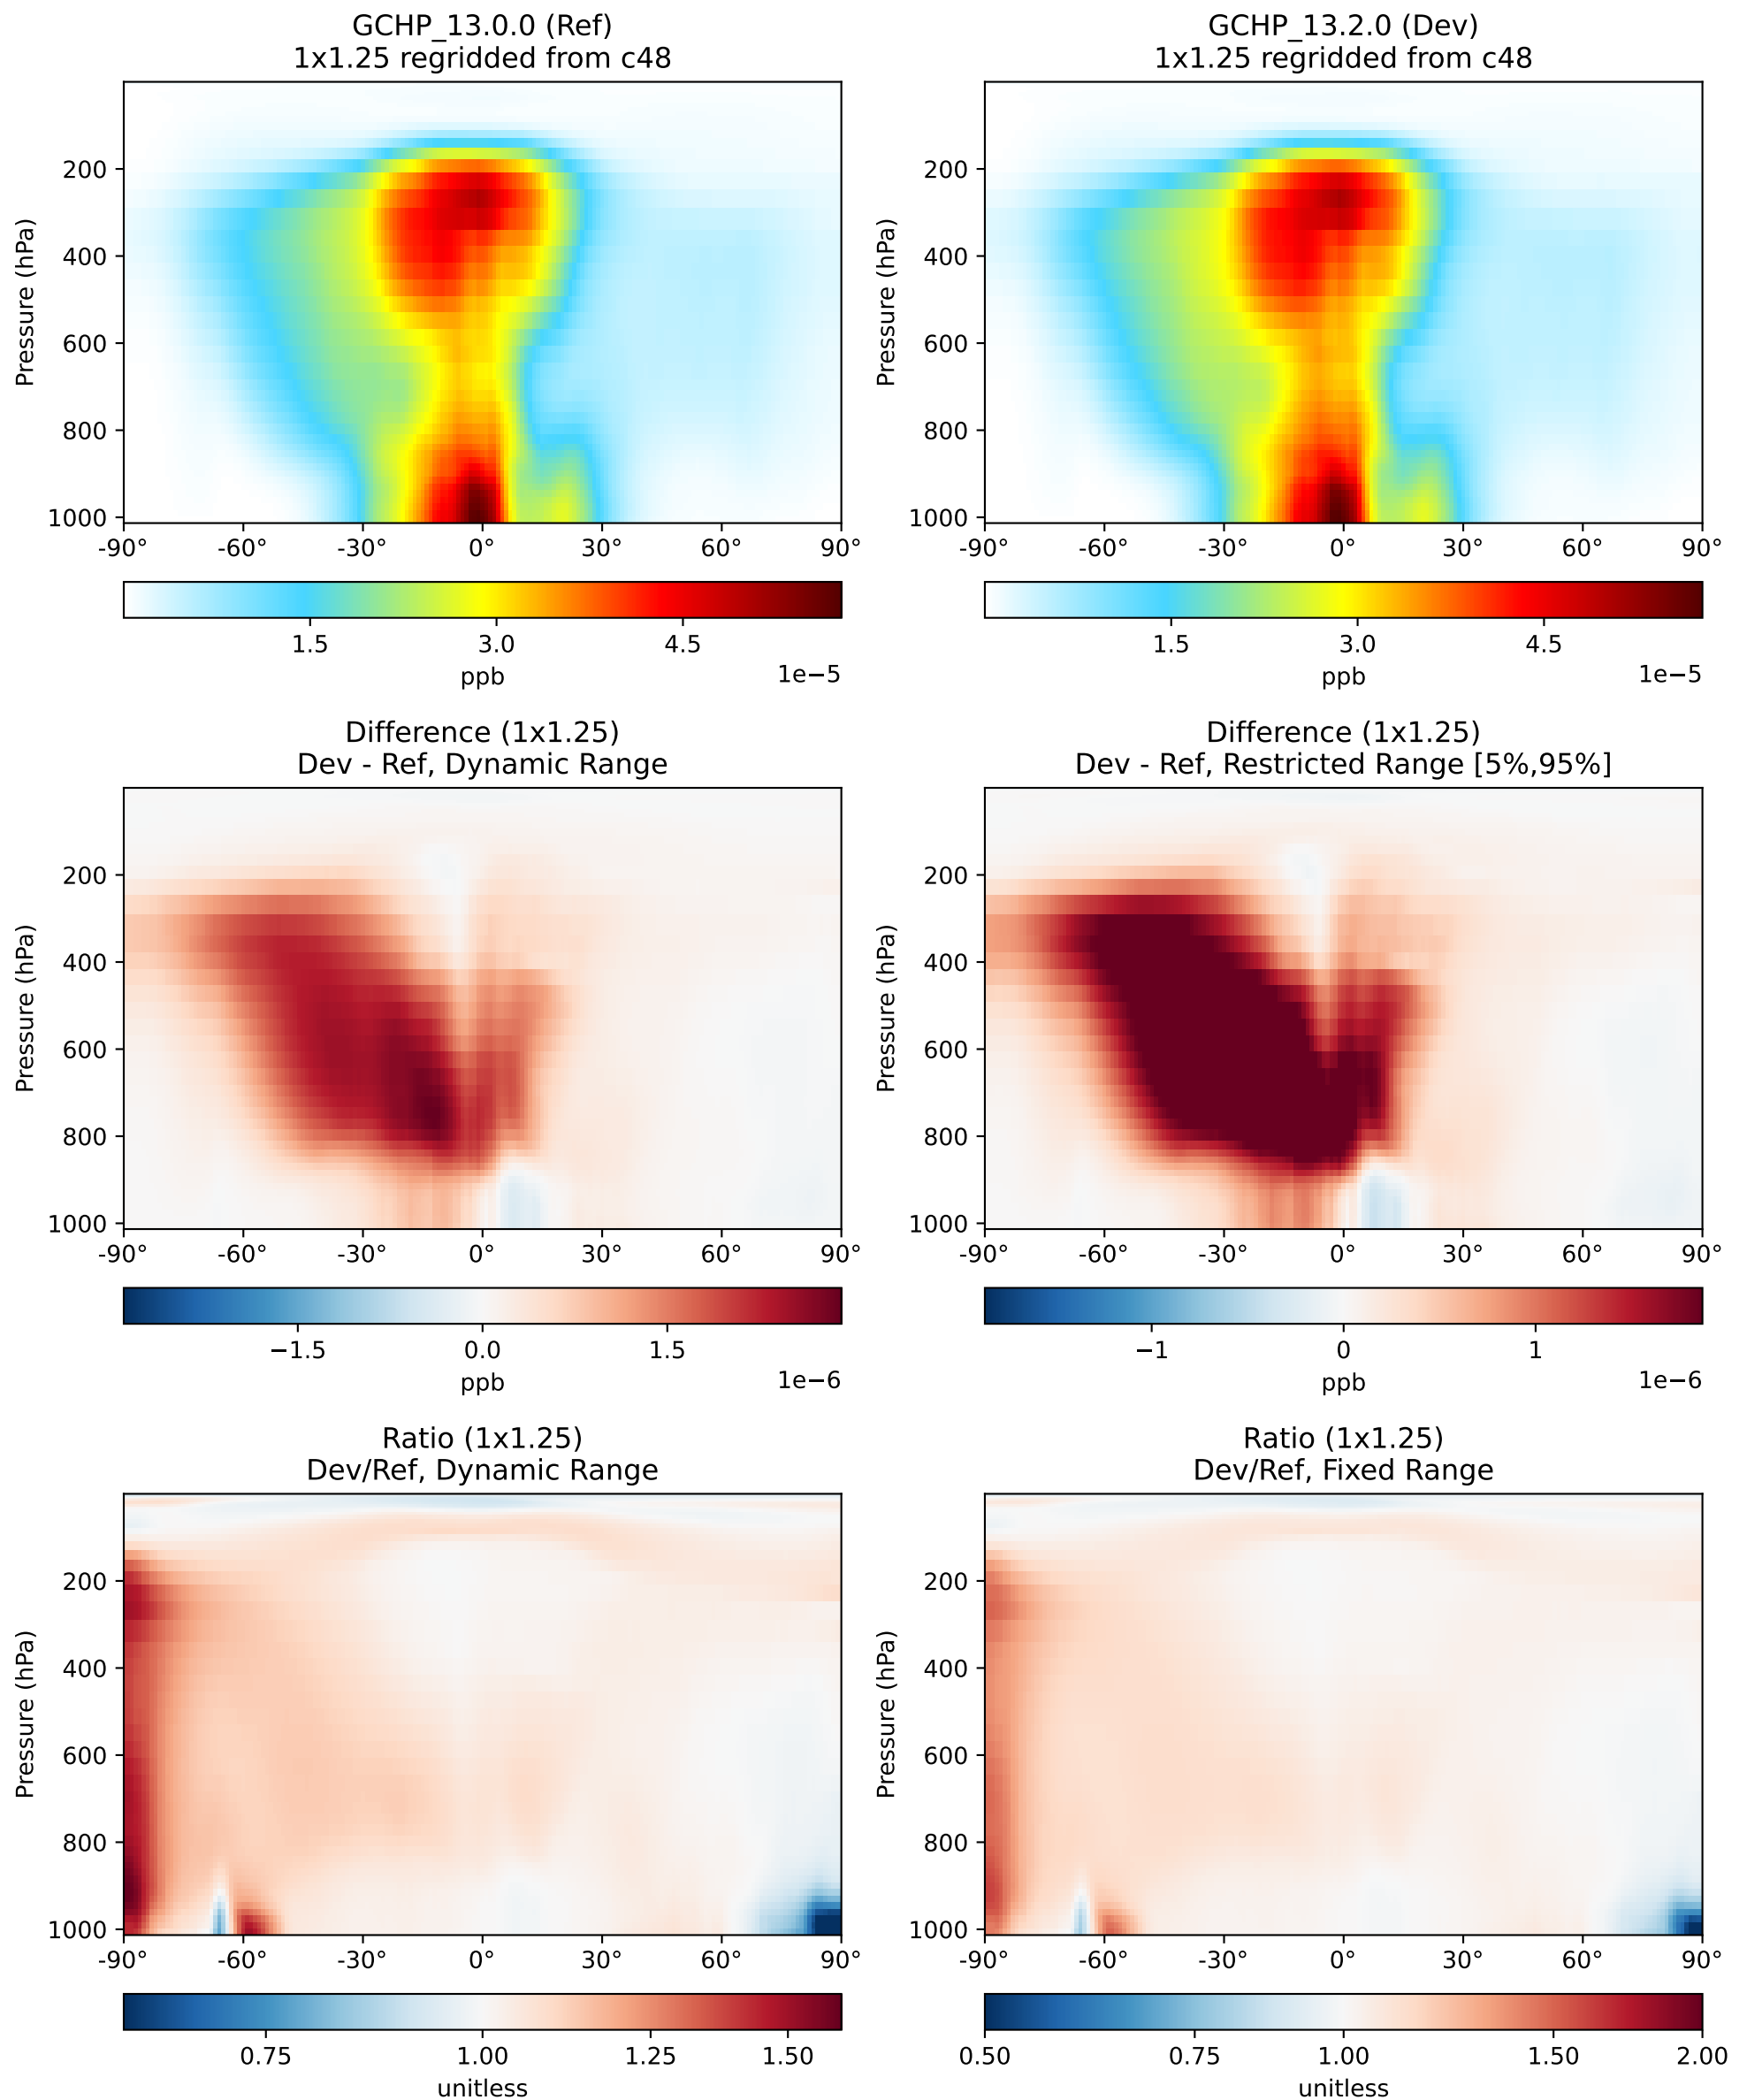 GCHP_13.0.0 (Ref)
1x1.25 regridded from c48
Pressure (hPa)
200
400
600
800
1000
-90° -60° -30° 0° 30° 60° 90°
1.5 3.0 4.5
ppb
1e−5
GCHP_13.2.0 (Dev)
1x1.25 regridded from c48
Pressure (hPa)
200
400
600
800
1000
-90° -60° -30° 0° 30° 60° 90°
1.5 3.0 4.5
ppb
1e−5
Difference (1x1.25)
Dev - Ref, Dynamic Range
Pressure (hPa)
200
400
600
800
1000
-90° -60° -30° 0° 30° 60° 90°
−1.5 0.0 1.5
ppb
1e−6
Difference (1x1.25)
Dev - Ref, Restricted Range [5%,95%]
Pressure (hPa)
200
400
600
800
1000
-90° -60° -30° 0° 30° 60° 90°
−1 0 1
ppb
1e−6
Ratio (1x1.25)
Dev/Ref, Dynamic Range
Pressure (hPa)
200
400
600
800
1000
-90° -60° -30° 0° 30° 60° 90°
0.75 1.00 1.25 1.50
unitless
Ratio (1x1.25)
Dev/Ref, Fixed Range
Pressure (hPa)
200
400
600
800
1000
-90° -60° -30° 0° 30° 60° 90°
0.50 0.75 1.00 1.50 2.00
unitless